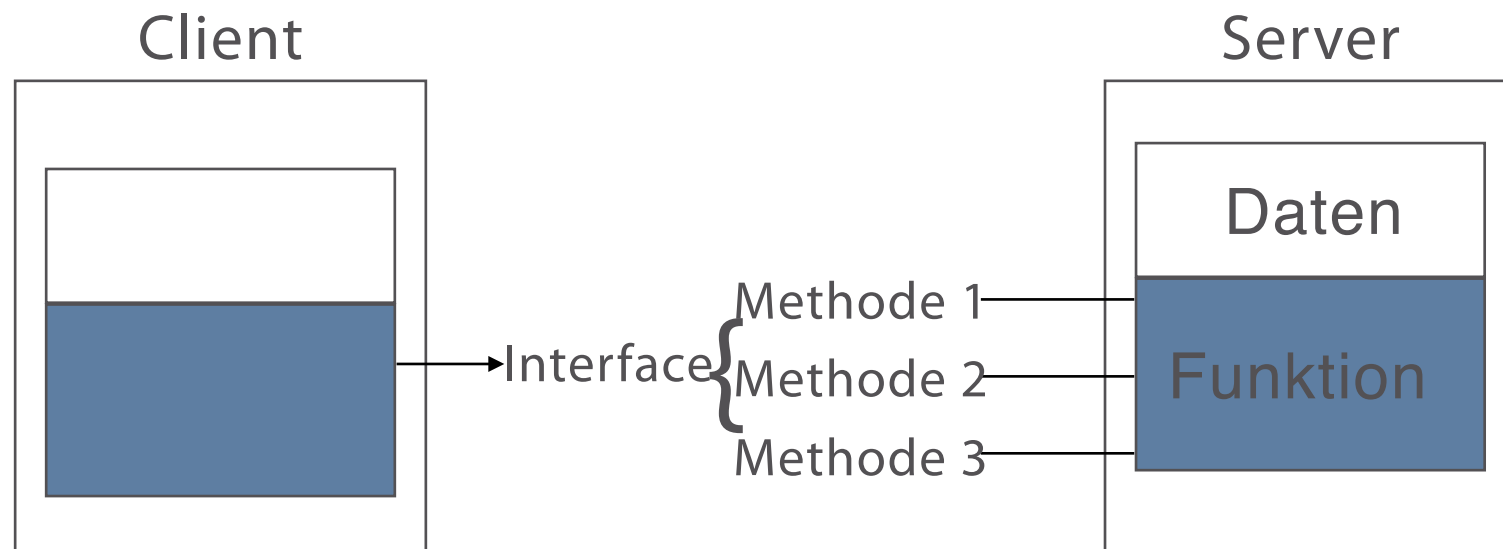 Client
Server
Daten
Methode 1
Interface{
Methode 2
Funktion
Methode 3